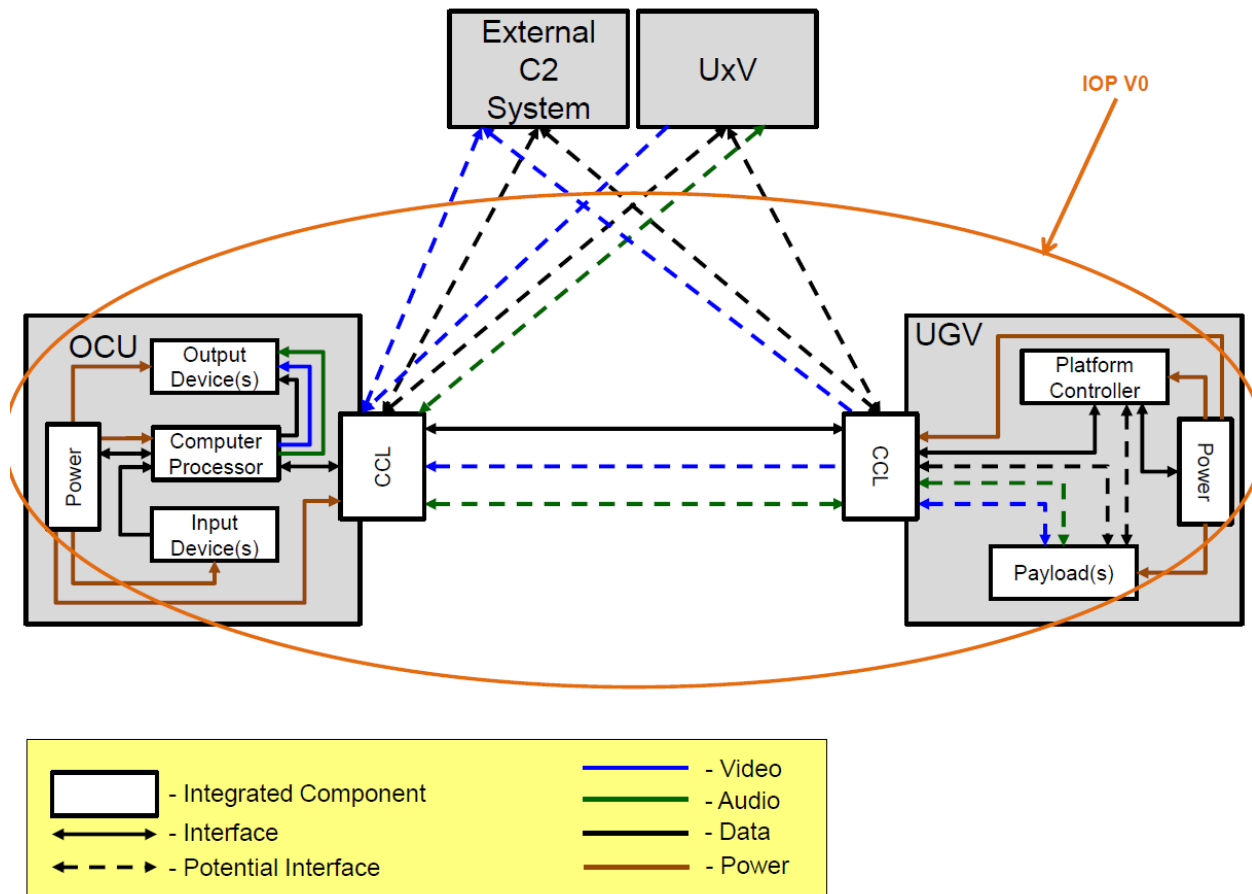 External
C2
System
UxV
IOP V0
OCU
Output
Device(s)
Computer
Processor
Power
Input
Device(s)
CCL
CCL
UGV
Platform
Controller
Power
Payload(s)
- Integrated Component
- Interface
- Potential Interface
- Video
- Audio
- Data
- Power